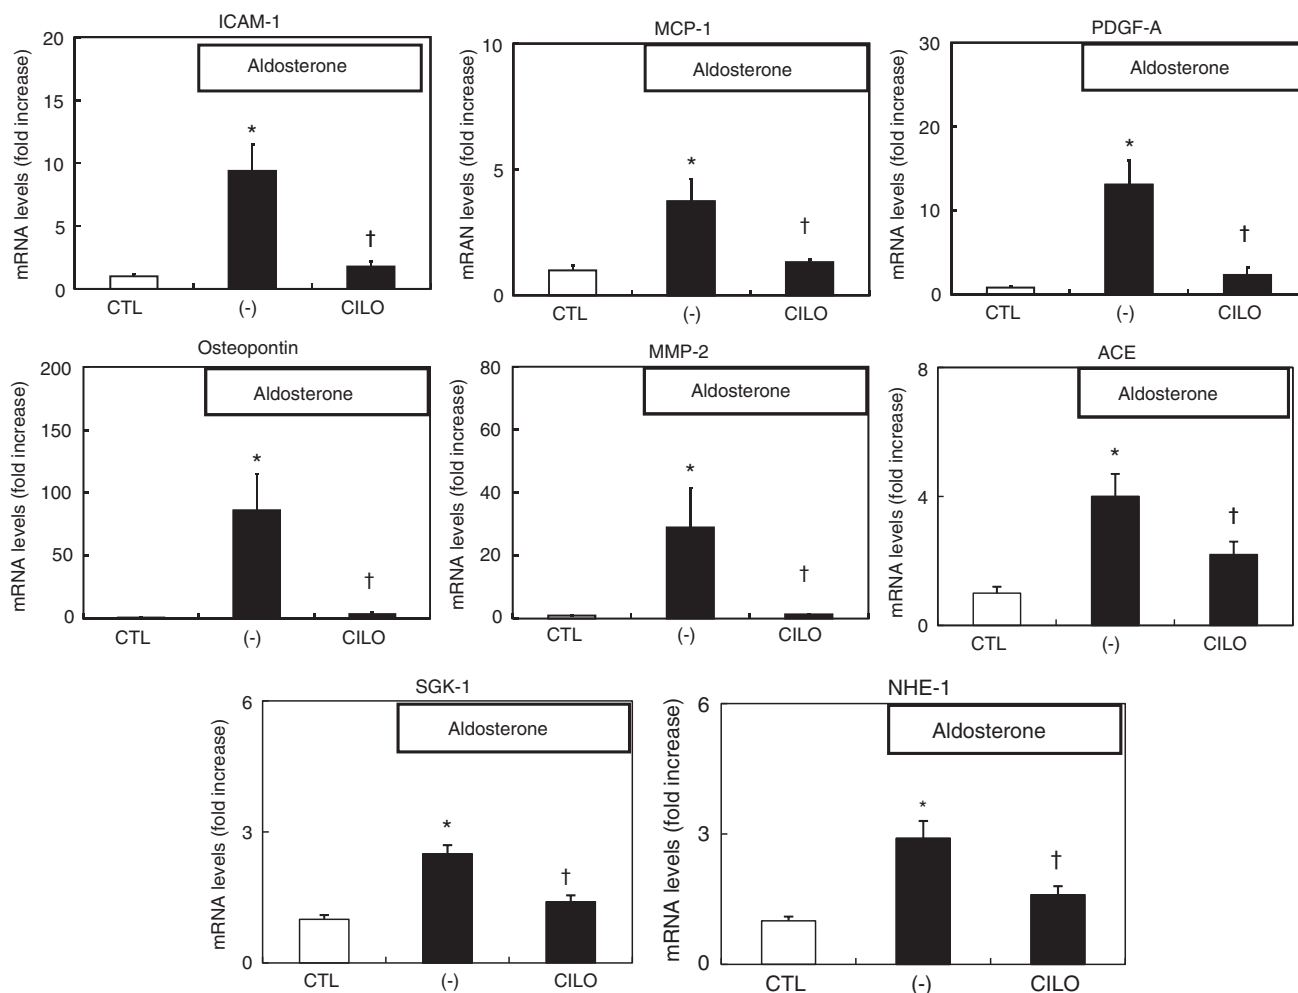 ICAM-1
mRNA levels (fold increase)
20
15
10
5
0
Aldosterone
*
†
CTL (-) CILO
MCP-1
mRAN levels (fold increase)
10
5
0
Aldosterone
*
†
CTL (-) CILO
PDGF-A
mRNA levels (fold increase)
30
13
10
0
Aldosterone
*
†
CTL (-) CILO
Osteopontin
mRNA levels (fold increase)
200
150
100
50
0
Aldosterone
*
†
CTL (-) CILO
MMP-2
mRNA levels (fold increase)
80
60
40
20
0
Aldosterone
*
†
CTL (-) CILO
ACE
mRNA levels (fold increase)
8
4
0
Aldosterone
*
†
CTL (-) CILO
SGK-1
mRNA levels (fold increase)
6
3
0
Aldosterone
*
†
CTL (-) CILO
NHE-1
mRNA levels (fold increase)
6
3
0
Aldosterone
*
†
CTL (-) CILO